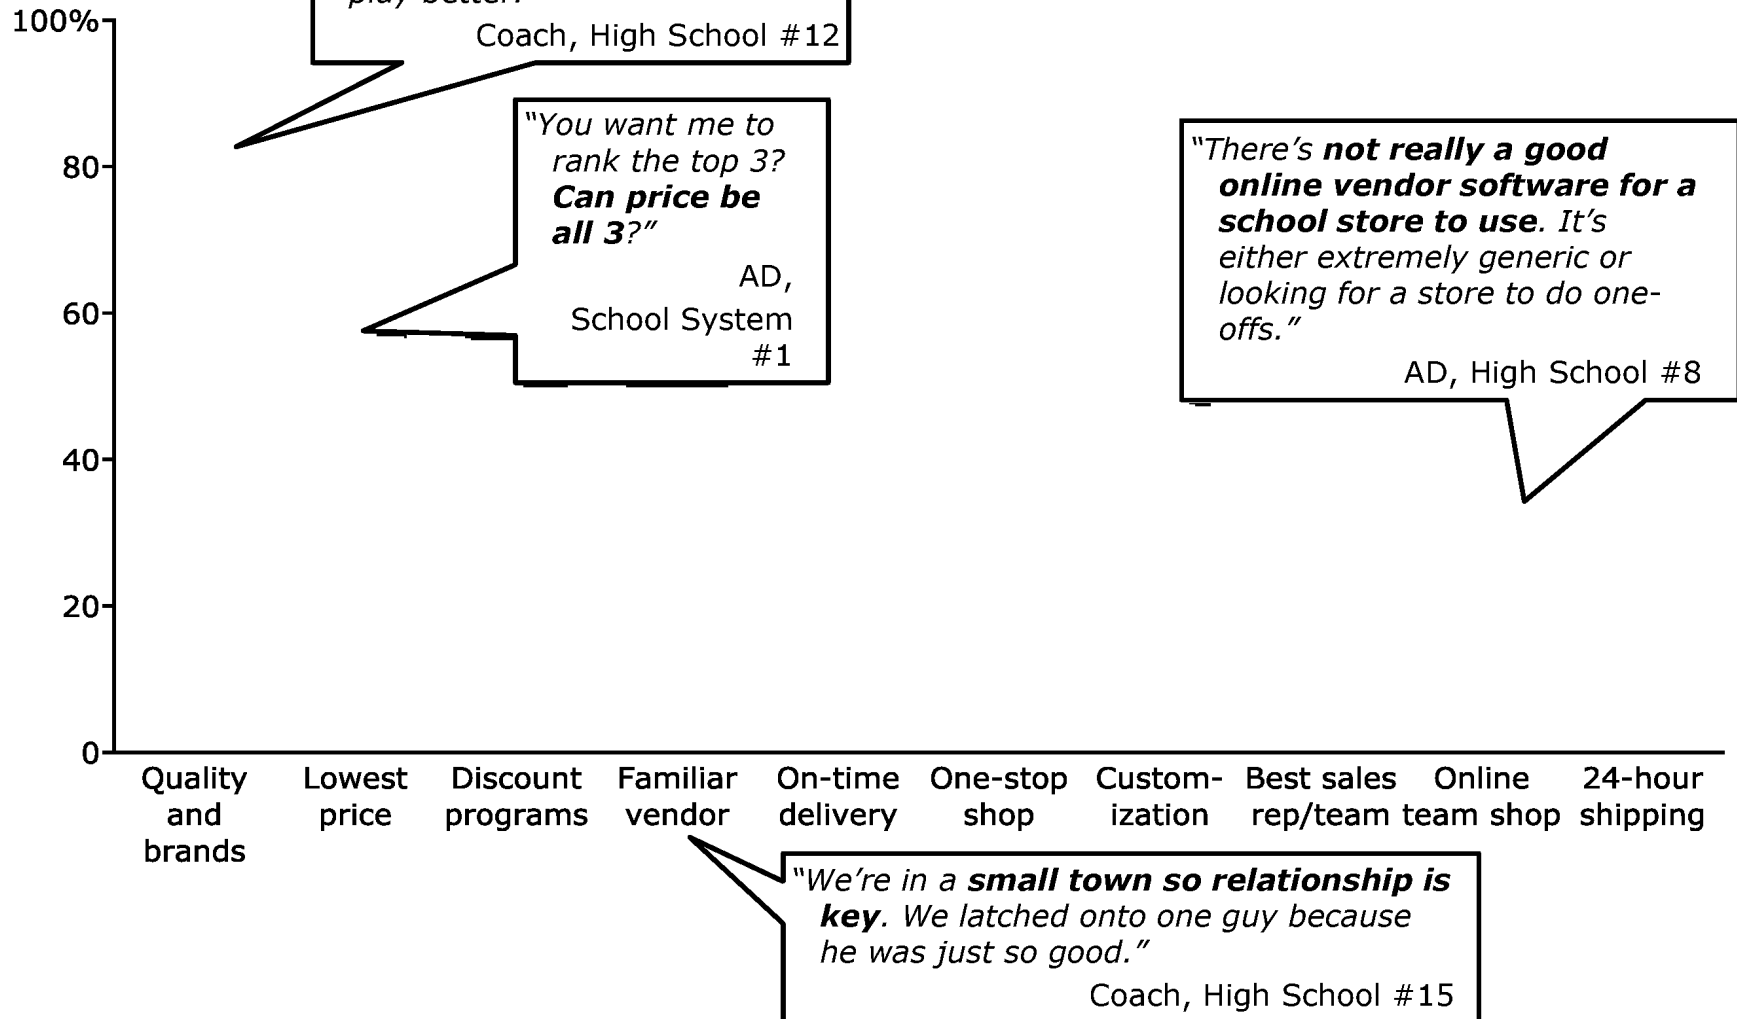 play better.
Coach, High School #12
100%
80
60
40
20
0
“You want me to
rank the top 3?
Can price be
all 3?”
AD,
School System
#1
“There’s not really a good
online vendor software for a
school store to use. It’s
either extremely generic or
looking for a store to do one-
offs.”
AD, High School #8
Quality
and
brands
Lowest
price
Discount
programs
Familiar
vendor
On-time
delivery
One-stop
shop
Custom-
ization
Best sales
rep/team
Online
team shop
24-hour
shipping
“We’re in a small town so relationship is
key. We latched onto one guy because
he was just so good.”
Coach, High School #15